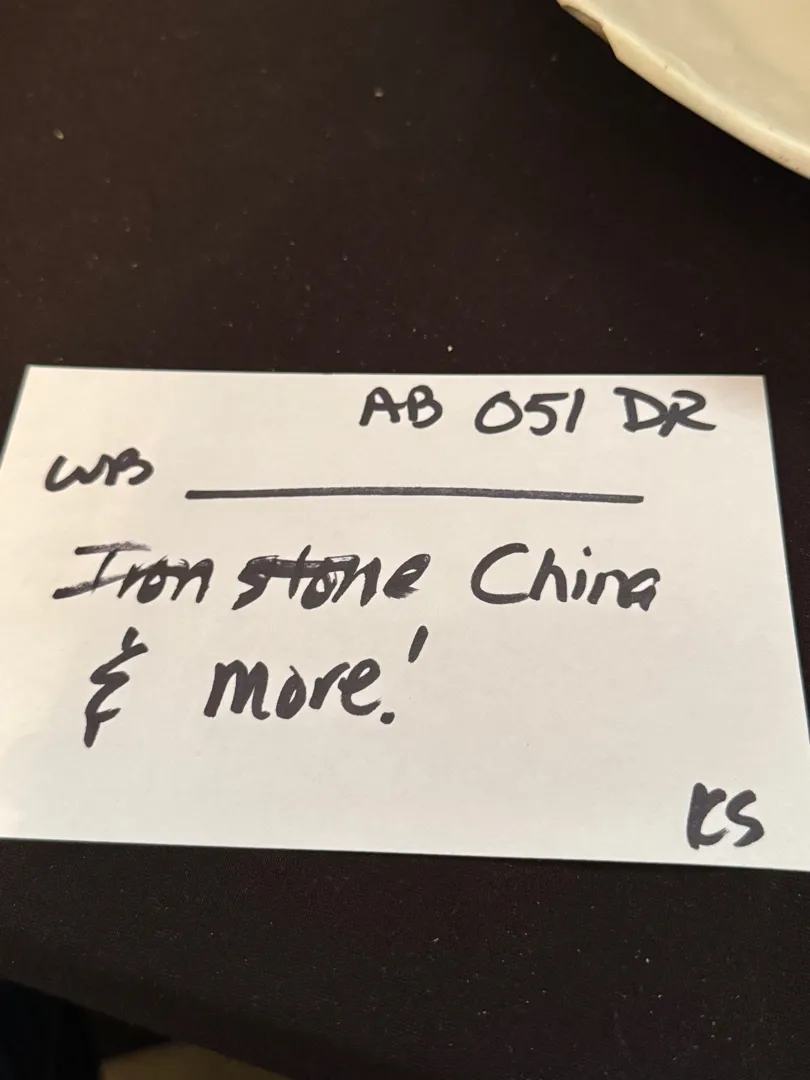 AB 051 DR
WB
Iron stone China
& more!
KS